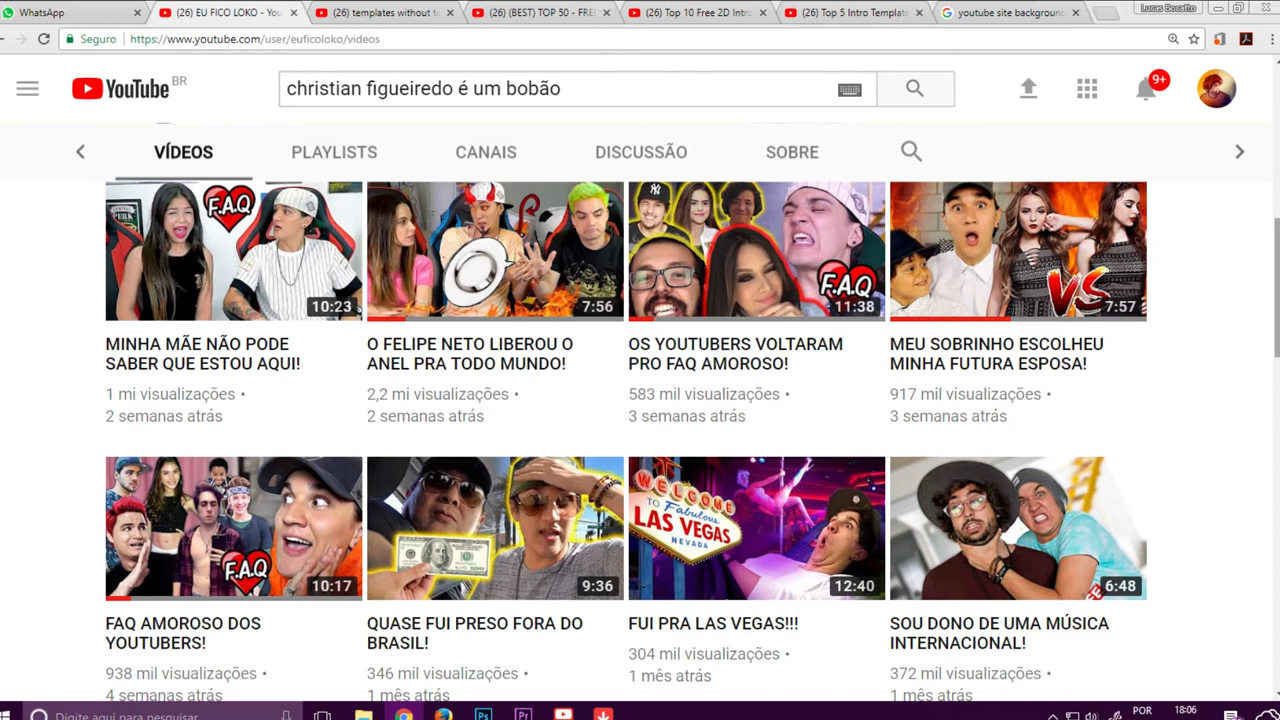 WhatsApp
(26) EU FICO LOKO - You
(26) templates without te
(26) (BEST) TOP 50 - FREE
(26) Top 10 Free 2D Intro
(26) Top 5 Intro Template
youtube site background
Lucas Bocatto
Seguro
https://www.youtube.com/user/euficoloko/videos
YouTube BR
christian figueiredo é um bobão
9+
VÍDEOS
PLAYLISTS
CANAIS
DISCUSSÃO
SOBRE
F.A.Q
10:23
7:56
F.A.Q
11:38
VS
7:57
MINHA MÃE NÃO PODE
SABER QUE ESTOU AQUI!
1 mi visualizações •
2 semanas atrás
O FELIPE NETO LIBEROU O
ANEL PRA TODO MUNDO!
2,2 mi visualizações •
2 semanas atrás
OS YOUTUBERS VOLTARAM
PRO FAQ AMOROSO!
583 mil visualizações •
3 semanas atrás
MEU SOBRINHO ESCOLHEU
MINHA FUTURA ESPOSA!
917 mil visualizações •
3 semanas atrás
F.A.Q
10:17
9:36
WELCOME
TO Fabulous
LAS VEGAS
NEVADA
12:40
6:48
FAQ AMOROSO DOS
YOUTUBERS!
938 mil visualizações •
4 semanas atrás
QUASE FUI PRESO FORA DO
BRASIL!
346 mil visualizações •
1 mês atrás
FUI PRA LAS VEGAS!!!
304 mil visualizações •
1 mês atrás
SOU DONO DE UMA MÚSICA
INTERNACIONAL!
372 mil visualizações •
1 mês atrás
Digite aqui para pesquisar
Ps
Pr
POR
18:06